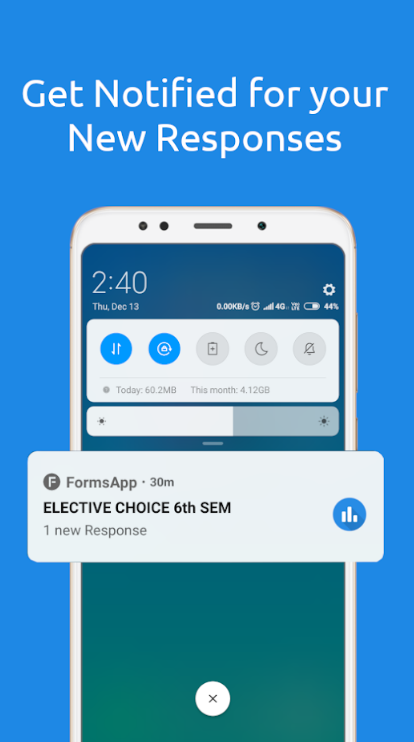 Get Notified for your
New Responses
2:40
Thu, Dec 13
0.00KB/s 4G 44%
Today: 60.2MB This month: 4.12GB
F FormsApp · 30m
ELECTIVE CHOICE 6th SEM
1 new Response